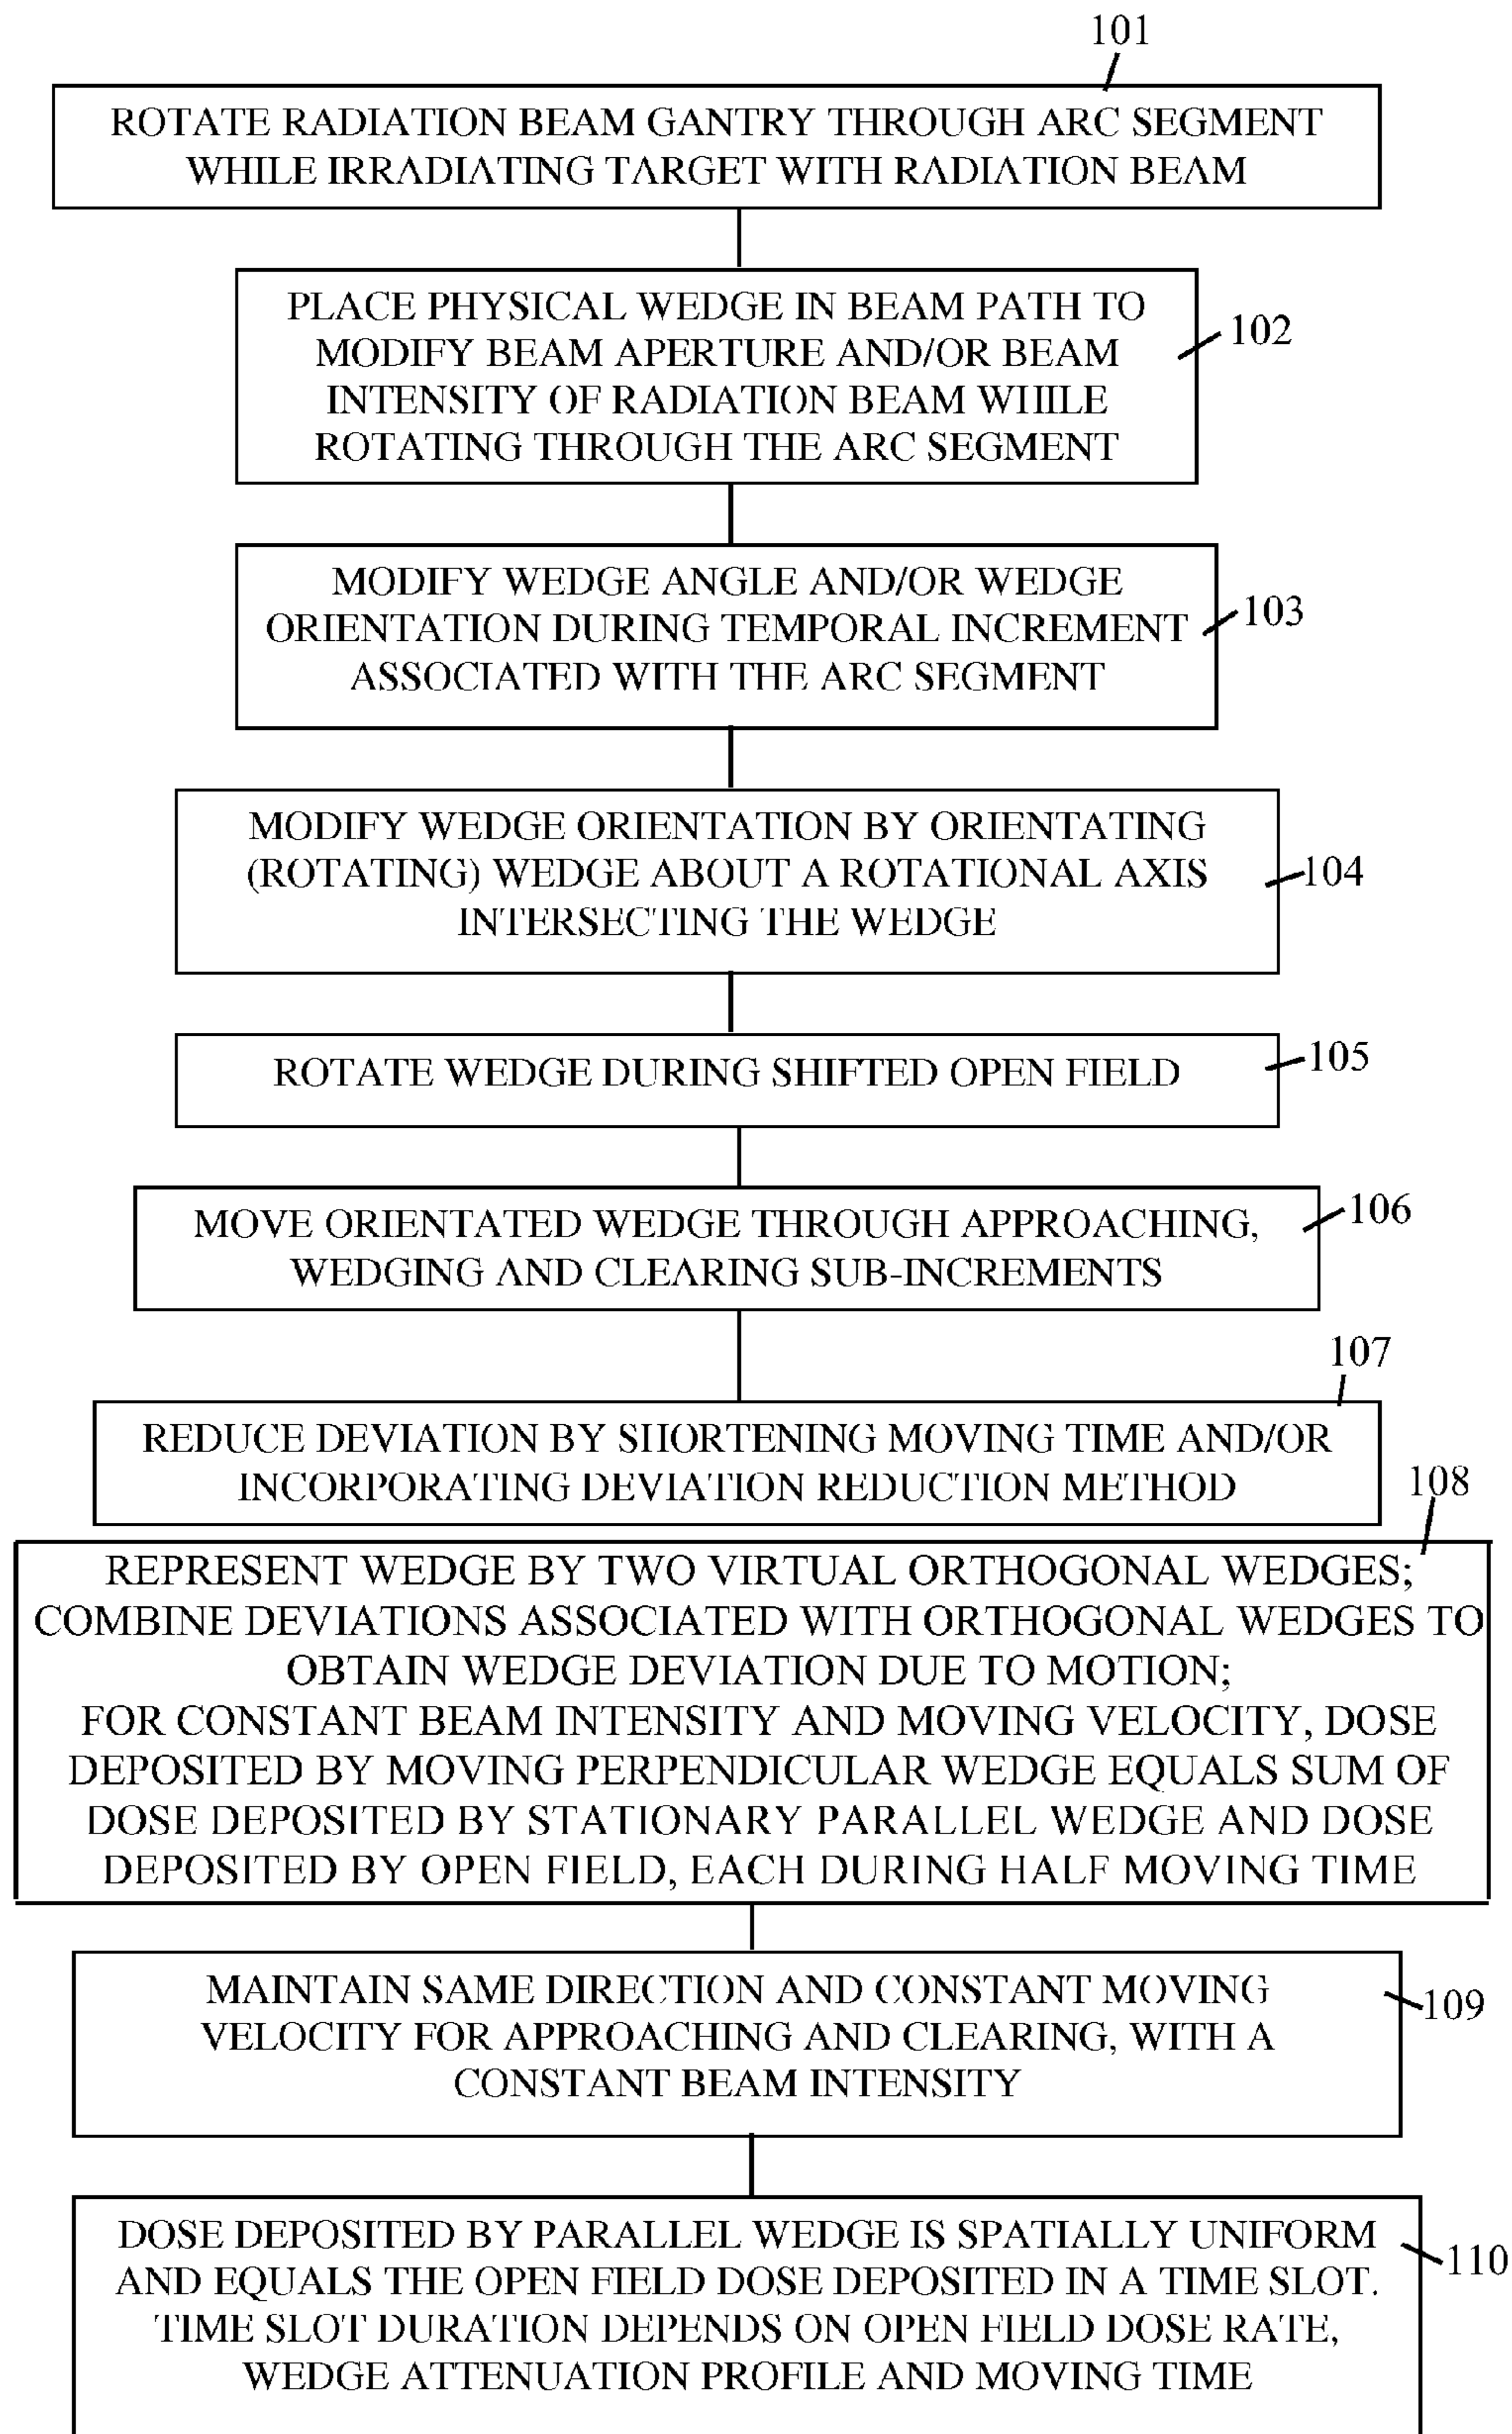 101
ROTATE RADIATION BEAM GANTRY THROUGH ARC SEGMENT
WHILE IRRADIATING TARGET WITH RADIATION BEAM
PLACE PHYSICAL WEDGE IN BEAM PATH TO
MODIFY BEAM APERTURE AND/OR BEAM
INTENSITY OF RADIATION BEAM WHILE
ROTATING THROUGH THE ARC SEGMENT
102
MODIFY WEDGE ANGLE AND/OR WEDGE
ORIENTATION DURING TEMPORAL INCREMENT
ASSOCIATED WITH THE ARC SEGMENT
103
MODIFY WEDGE ORIENTATION BY ORIENTATING
(ROTATING) WEDGE ABOUT A ROTATIONAL AXIS
INTERSECTING THE WEDGE
104
ROTATE WEDGE DURING SHIFTED OPEN FIELD
105
MOVE ORIENTATED WEDGE THROUGH APPROACHING,
WEDGING AND CLEARING SUB-INCREMENTS
106
107
REDUCE DEVIATION BY SHORTENING MOVING TIME AND/OR
INCORPORATING DEVIATION REDUCTION METHOD
108
REPRESENT WEDGE BY TWO VIRTUAL ORTHOGONAL WEDGES;
COMBINE DEVIATIONS ASSOCIATED WITH ORTHOGONAL WEDGES TO
OBTAIN WEDGE DEVIATION DUE TO MOTION;
FOR CONSTANT BEAM INTENSITY AND MOVING VELOCITY, DOSE
DEPOSITED BY MOVING PERPENDICULAR WEDGE EQUALS SUM OF
DOSE DEPOSITED BY STATIONARY PARALLEL WEDGE AND DOSE
DEPOSITED BY OPEN FIELD, EACH DURING HALF MOVING TIME
MAINTAIN SAME DIRECTION AND CONSTANT MOVING
VELOCITY FOR APPROACHING AND CLEARING, WITH A
CONSTANT BEAM INTENSITY
109
DOSE DEPOSITED BY PARALLEL WEDGE IS SPATIALLY UNIFORM
AND EQUALS THE OPEN FIELD DOSE DEPOSITED IN A TIME SLOT.
TIME SLOT DURATION DEPENDS ON OPEN FIELD DOSE RATE,
WEDGE ATTENUATION PROFILE AND MOVING TIME
110